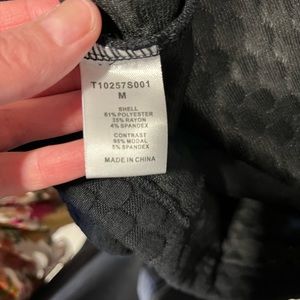 T10257S001
M
SHELL
61% POLYESTER
35% RAYON
4% SPANDEX
CONTRAST
95% MODAL
5% SPANDEX
MADE IN CHINA